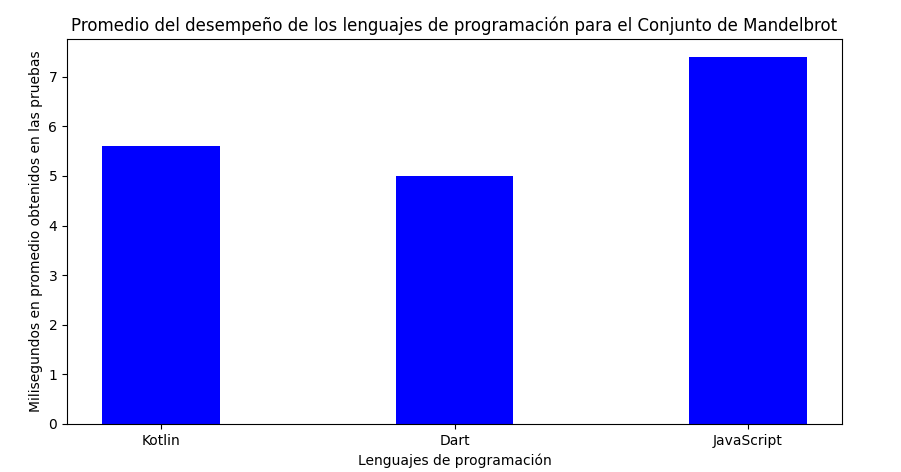 Promedio del desempeño de los lenguajes de programación para el Conjunto de Mandelbrot
Milisegundos en promedio obtenidos en las pruebas
7
6
5
4
3
2
1
0
Kotlin
Dart
JavaScript
Lenguajes de programación